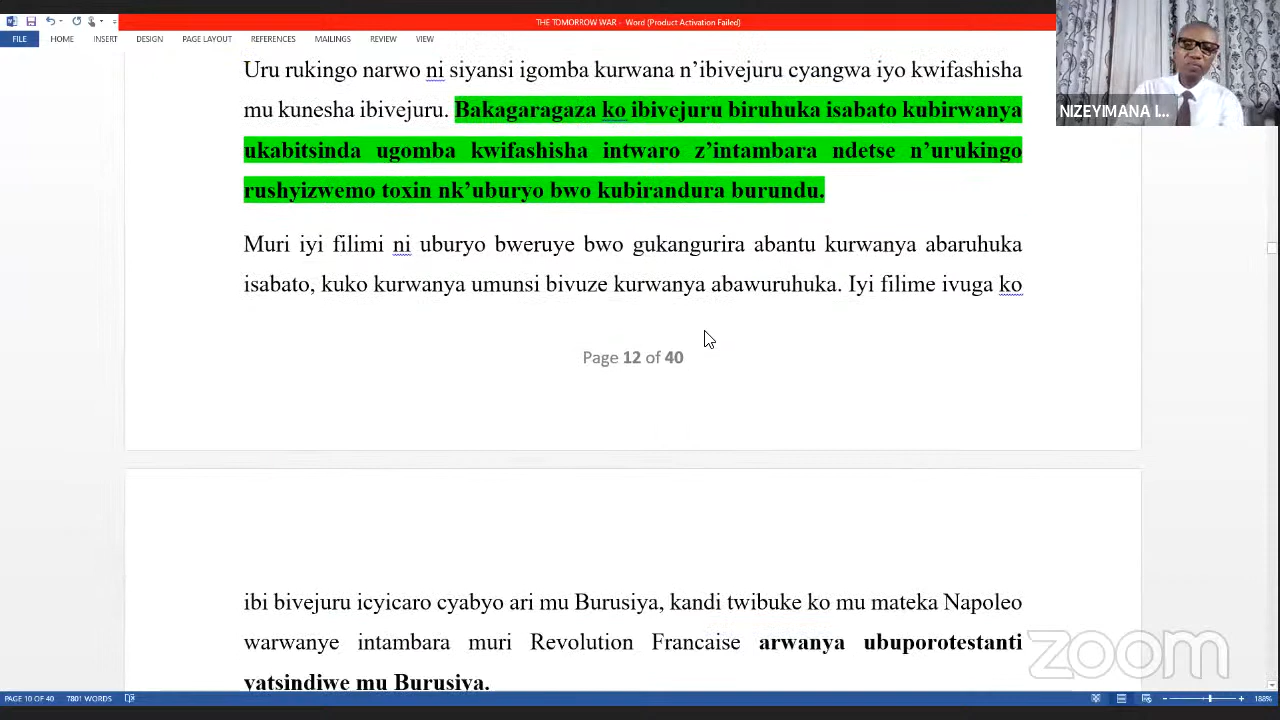 THE TOMORROW WAR - Word (Product Activation Failed)
FILE HOME INSERT DESIGN PAGE LAYOUT REFERENCES MAILINGS REVIEW VIEW
NIZEYIMANA I...
Uru rukingo narwo ni siyansi igomba kurwana n’ibivejuru cyangwa iyo kwifashisha
mu kunesha ibivejuru. Bakagaragaza ko ibivejuru biruhuka isabato kubirwanya
ukabitsinda ugomba kwifashisha intwaro z’intambara ndetse n’urukingo
rushyizwemo toxin nk’uburyo bwo kubirandura burundu.
Muri iyi filimi ni uburyo bweruye bwo gukangurira abantu kurwanya abaruhuka
isabato, kuko kurwanya umunsi bivuze kurwanya abawuruhuka. Iyi filime ivuga ko
Page 12 of 40
ibi bivejuru icyicaro cyabyo ari mu Burusiya, kandi twibuke ko mu mateka Napoleo
warwanye intambara muri Revolution Francaise arwanya ubuporotestanti
yatsindiwe mu Burusiya.
zoom
PAGE 10 OF 40 7801 WORDS 188%